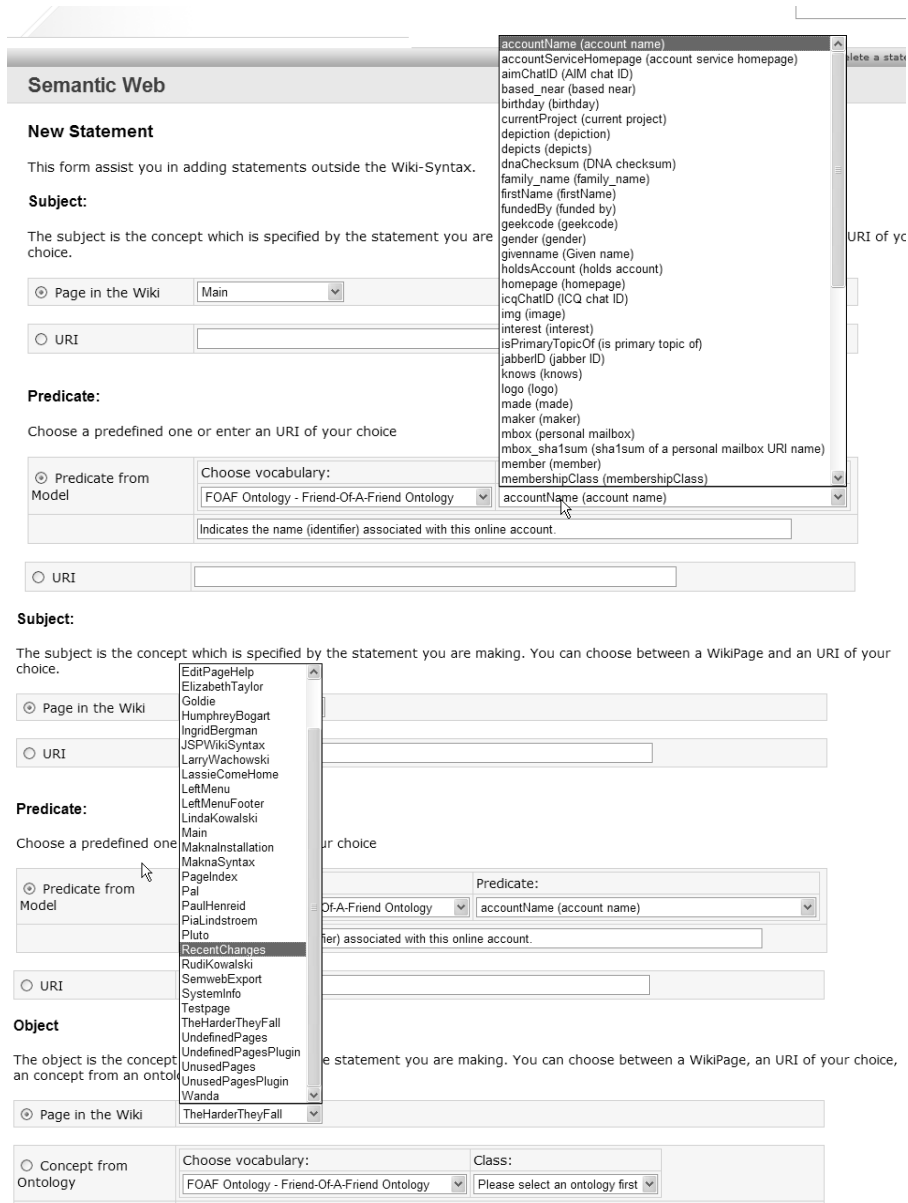 elete a state
Semantic Web
New Statement
This form assist you in adding statements outside the Wiki-Syntax.
Subject:
The subject is the concept which is specified by the statement you are
URI of yo
choice.
Page in the Wiki
Main
URI
accountName (account name)
accountServiceHomepage (account service homepage)
aimChatID (AIM chat ID)
based_near (based near)
birthday (birthday)
currentProject (current project)
depiction (depiction)
depicts (depicts)
dnaChecksum (DNA checksum)
family_name (family_name)
firstName (firstName)
fundedBy (funded by)
geekcode (geekcode)
gender (gender)
givenname (Given name)
holdsAccount (holds account)
homepage (homepage)
icqChatID (ICQ chat ID)
img (image)
interest (interest)
isPrimaryTopicOf (is primary topic of)
jabberID (jabber ID)
knows (knows)
logo (logo)
made (made)
maker (maker)
mbox (personal mailbox)
mbox_sha1sum (sha1sum of a personal mailbox URI name)
member (member)
membershipClass (membershipClass)
Predicate:
Choose a predefined one or enter an URI of your choice
Predicate from
Model
Choose vocabulary:
FOAF Ontology - Friend-Of-A-Friend Ontology
accountName (account name)
Indicates the name (identifier) associated with this online account.
URI
Subject:
The subject is the concept which is specified by the statement you are making. You can choose between a WikiPage and an URI of your
choice.
Page in the Wiki
URI
EditPageHelp
ElizabethTaylor
Goldie
HumphreyBogart
IngridBergman
JSPWikiSyntax
LarryWachowski
LassieComeHome
LeftMenu
LeftMenuFooter
LindaKowalski
Main
MaknaInstallation
MaknaSyntax
PageIndex
Pal
PaulHenreid
PiaLindstroem
Pluto
RecentChanges
RudiKowalski
SemwebExport
SystemInfo
Testpage
TheHarderTheyFall
UndefinedPages
UndefinedPagesPlugin
UnusedPages
UnusedPagesPlugin
Wanda
Predicate:
Choose a predefined one
ur choice
Predicate from
Model
Predicate:
Of-A-Friend Ontology
accountName (account name)
fier) associated with this online account.
URI
Object
The object is the concept
e statement you are making. You can choose between a WikiPage, an URI of your choice,
an concept from an ontolo
Page in the Wiki
TheHarderTheyFall
Concept from
Ontology
Choose vocabulary:
Class:
FOAF Ontology - Friend-Of-A-Friend Ontology
Please select an ontology first